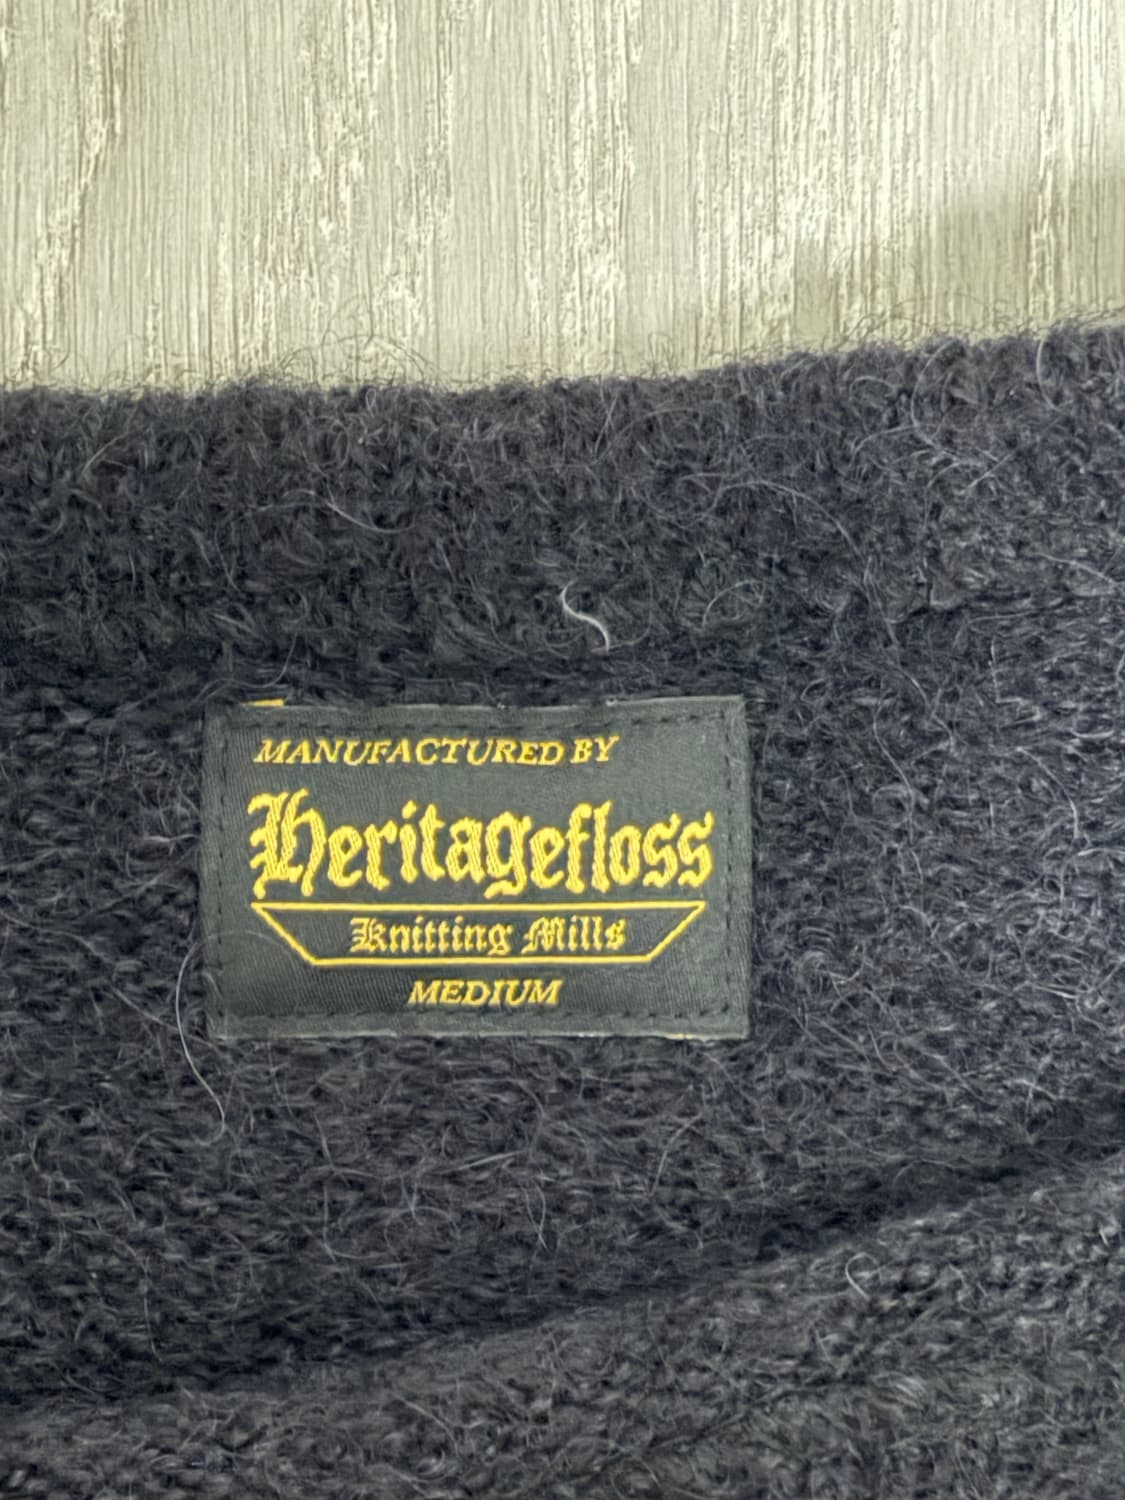 MANUFACTURED BY
Heritagefloss
Knitting Mills
MEDIUM